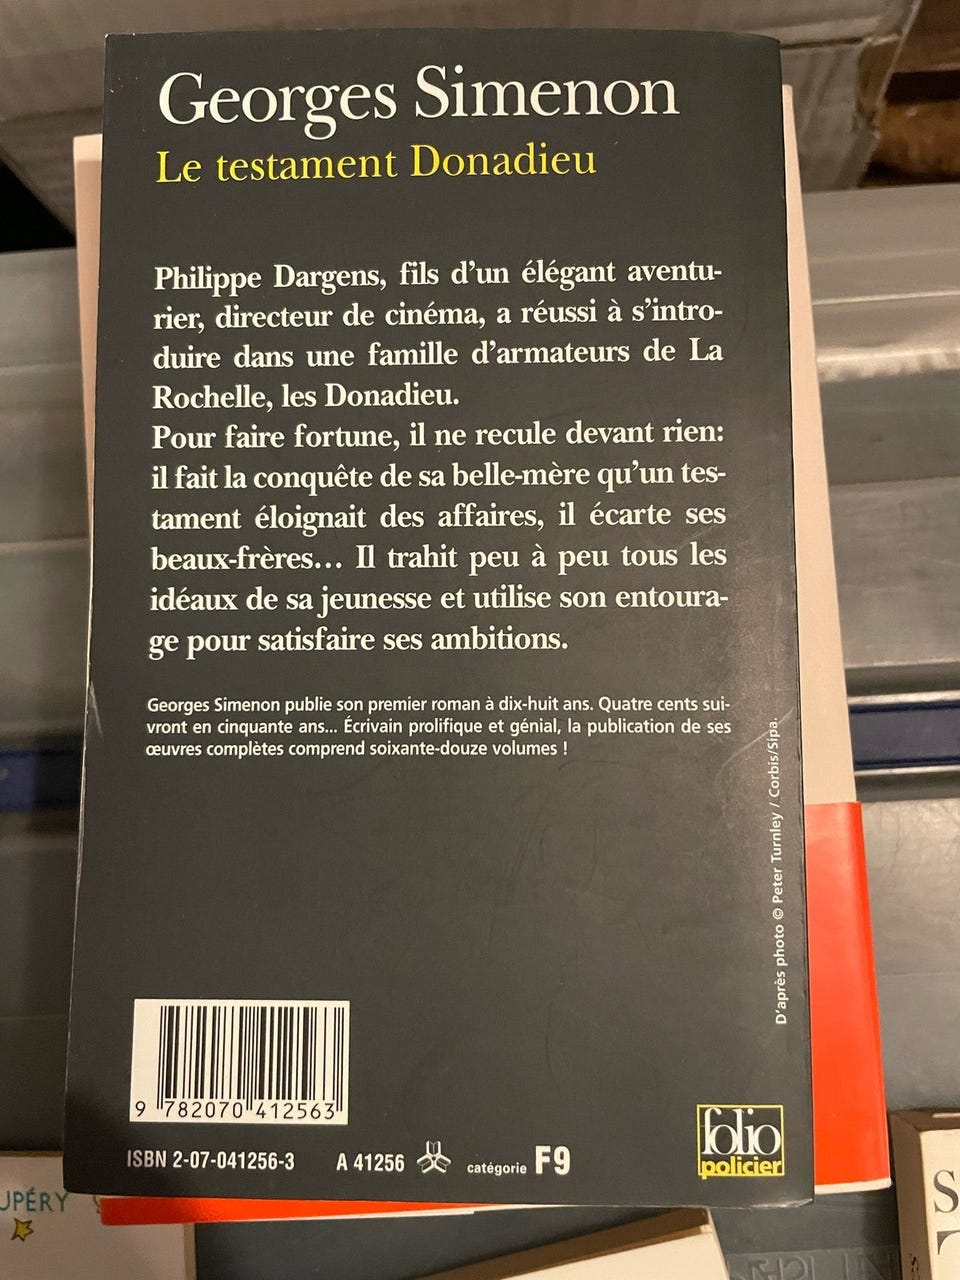 Georges Simenon
Le testament Donadieu
Philippe Dargens, fils d'un élégant aventu-
rier, directeur de cinéma, a réussi à s'intro-
duire dans une famille d'armateurs de La
Rochelle, les Donadieu.
Pour faire fortune, il ne recule devant rien:
il fait la conquête de sa belle-mère qu'un tes-
tament éloignait des affaires, il écarte ses
beaux-frères... Il trahit peu à peu tous les
idéaux de sa jeunesse et utilise son entoura-
ge pour satisfaire ses ambitions.
Georges Simenon publie son premier roman à dix-huit ans. Quatre cents sui-
vront en cinquante ans... Écrivain prolifique et génial, la publication de ses
œuvres complètes comprend soixante-douze volumes !
D'après photo © Peter Turnley / Corbis/Sipa.
9 782070 412563
ISBN 2-07-041256-3 A 41256 catégorie F9
folio
policier
UPÉRY